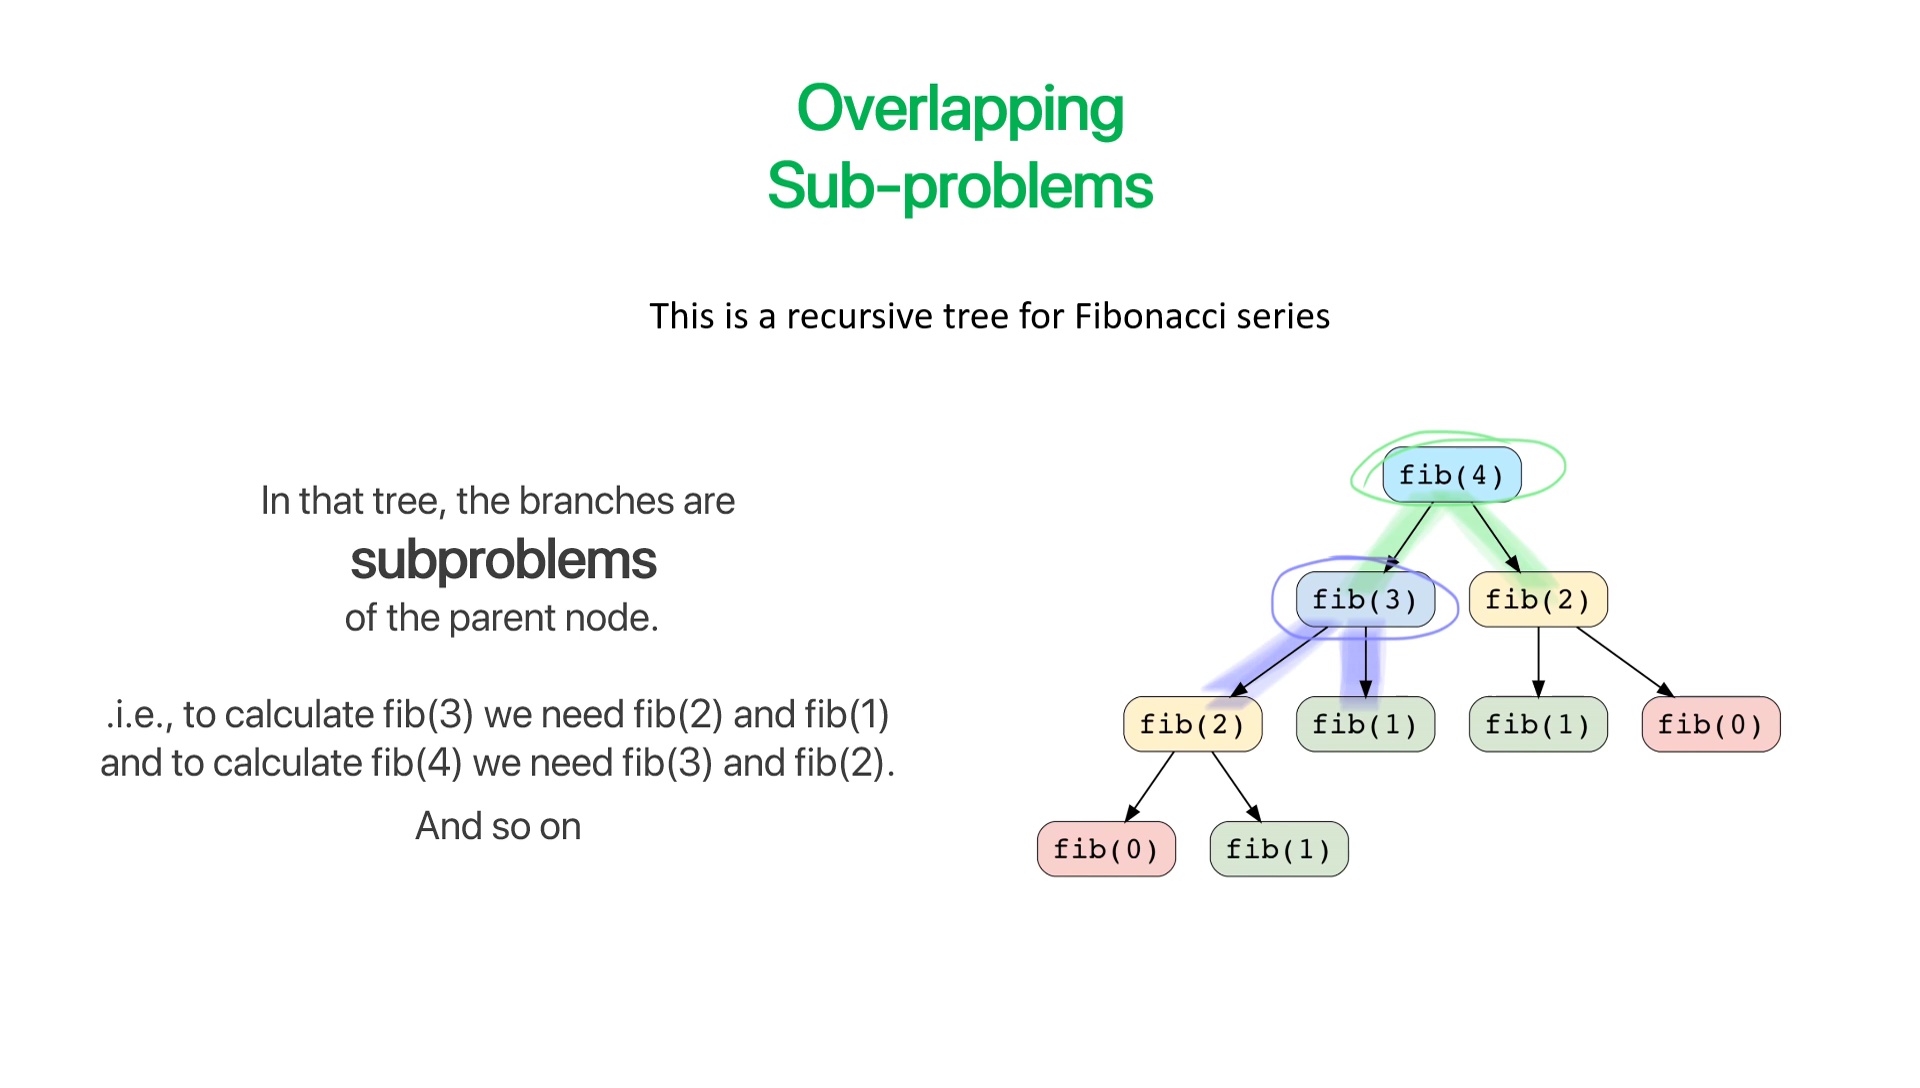 Overlapping
Sub-problems
This is a recursive tree for Fibonacci series
In that tree, the branches are
subproblems
of the parent node.
.i.e., to calculate fib(3) we need fib(2) and fib(1)
and to calculate fib(4) we need fib(3) and fib(2).
And so on
fib(4)
fib(3) fib(2)
fib(2) fib(1) fib(1) fib(0)
fib(0) fib(1)